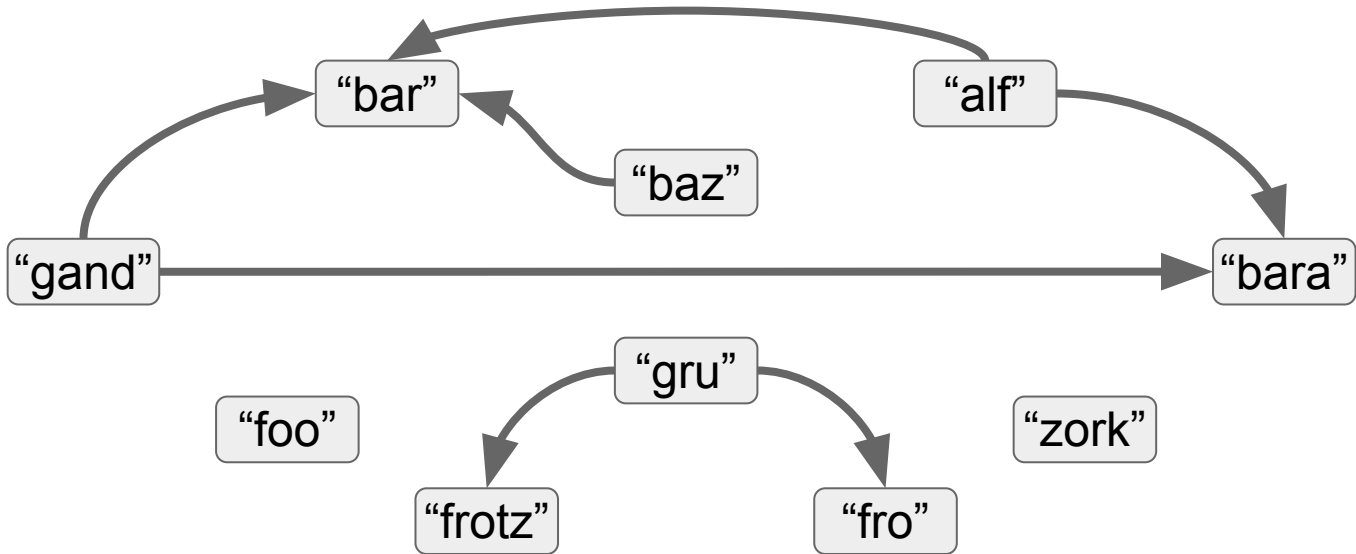 “bar”
“alf”
“baz”
“gand”
“bara”
“gru”
“foo”
“zork”
“frotz”
“fro”